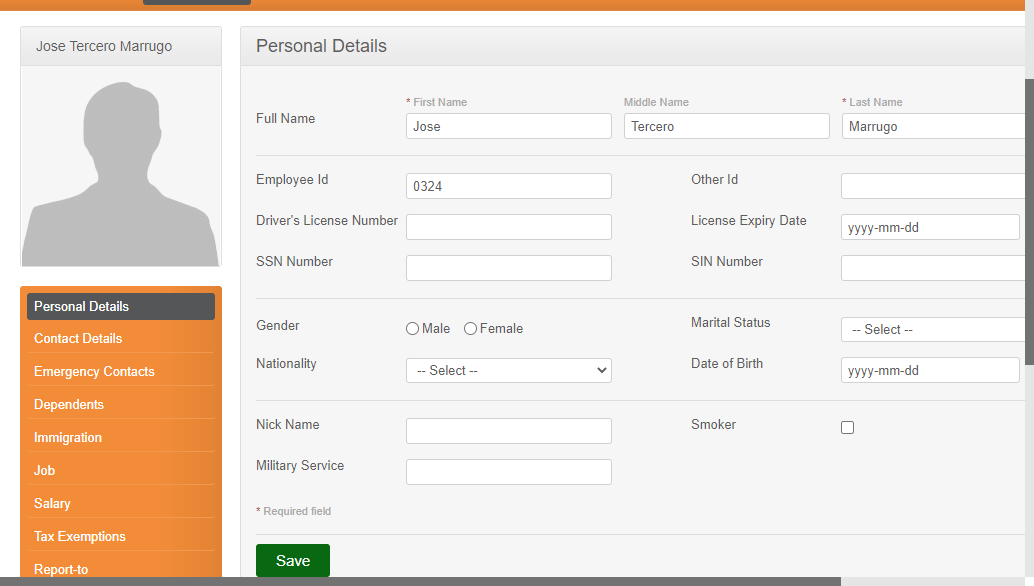 Jose Tercero Marrugo
Personal Details
Contact Details
Emergency Contacts
Dependents
Immigration
Job
Salary
Tax Exemptions
Report-to
Personal Details
Full Name
* First Name
Jose
Middle Name
Tercero
* Last Name
Marrugo
Employee Id
0324
Other Id
Driver's License Number
License Expiry Date
yyyy-mm-dd
SSN Number
SIN Number
Gender
Male
Female
Marital Status
-- Select --
Nationality
-- Select --
Date of Birth
yyyy-mm-dd
Nick Name
Smoker
Military Service
* Required field
Save